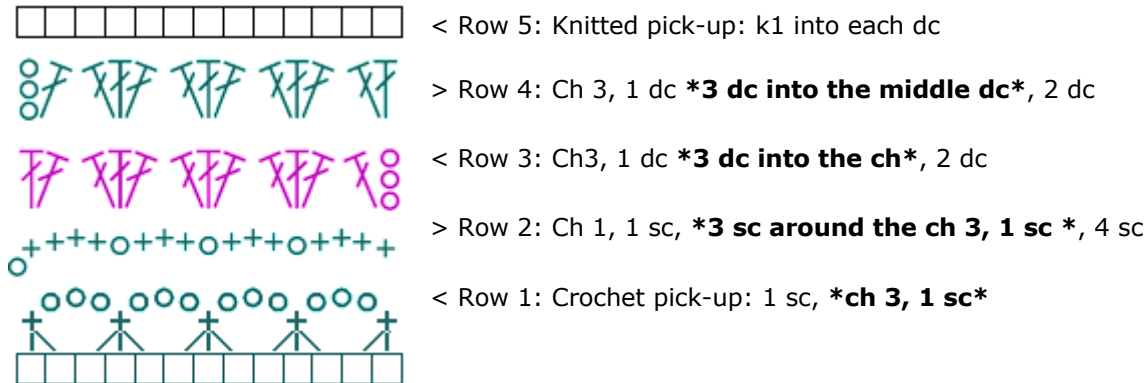 < Row 5: Knitted pick-up: k1 into each dc
> Row 4: Ch 3, 1 dc *3 dc into the middle dc*, 2 dc
< Row 3: Ch3, 1 dc *3 dc into the ch*, 2 dc
> Row 2: Ch 1, 1 sc, *3 sc around the ch 3, 1 sc *, 4 sc
< Row 1: Crochet pick-up: 1 sc, *ch 3, 1 sc*